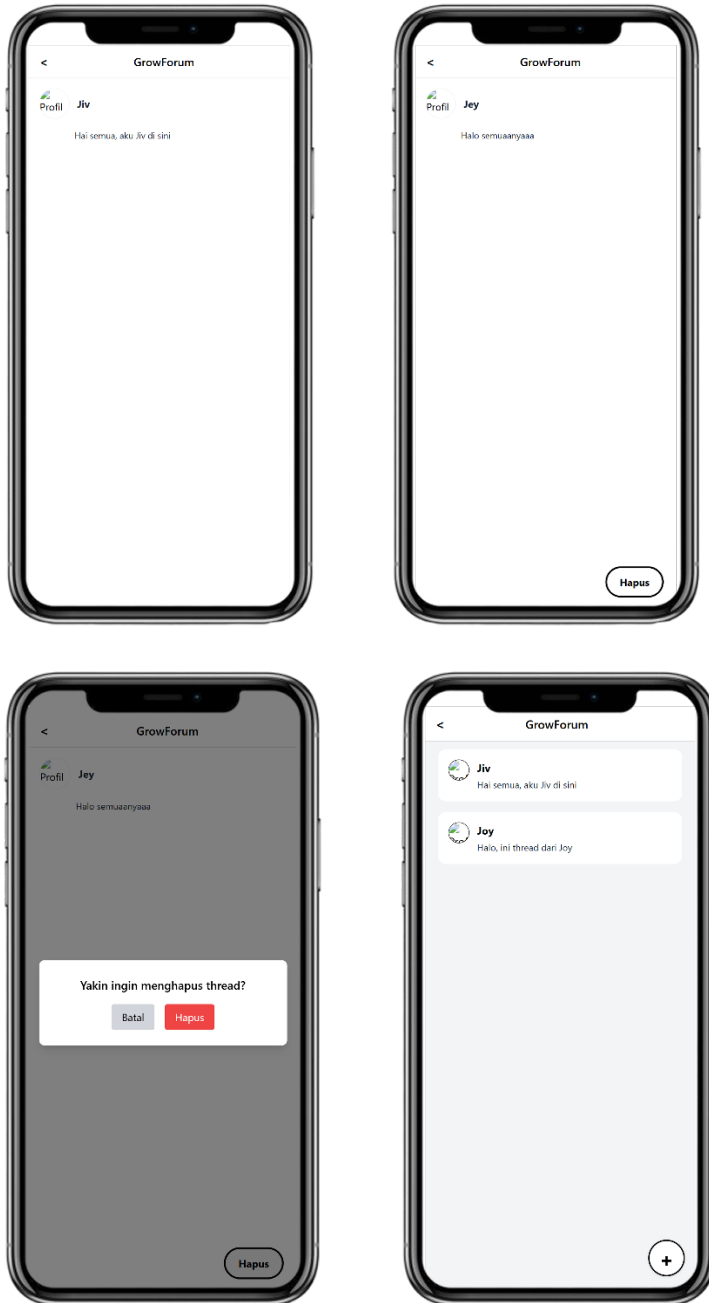 < GrowForum
Profil Jiv
Hai semua, aku Jiv di sini
< GrowForum
Profil Jey
Halo semuaanyaaa
Hapus
< GrowForum
Profil Jey
Halo semuaanyaaa
Yakin ingin menghapus thread?
Batal Hapus
Hapus
< GrowForum
Jiv
Hai semua, aku Jiv di sini
Joy
Halo, ini thread dari Joy
+